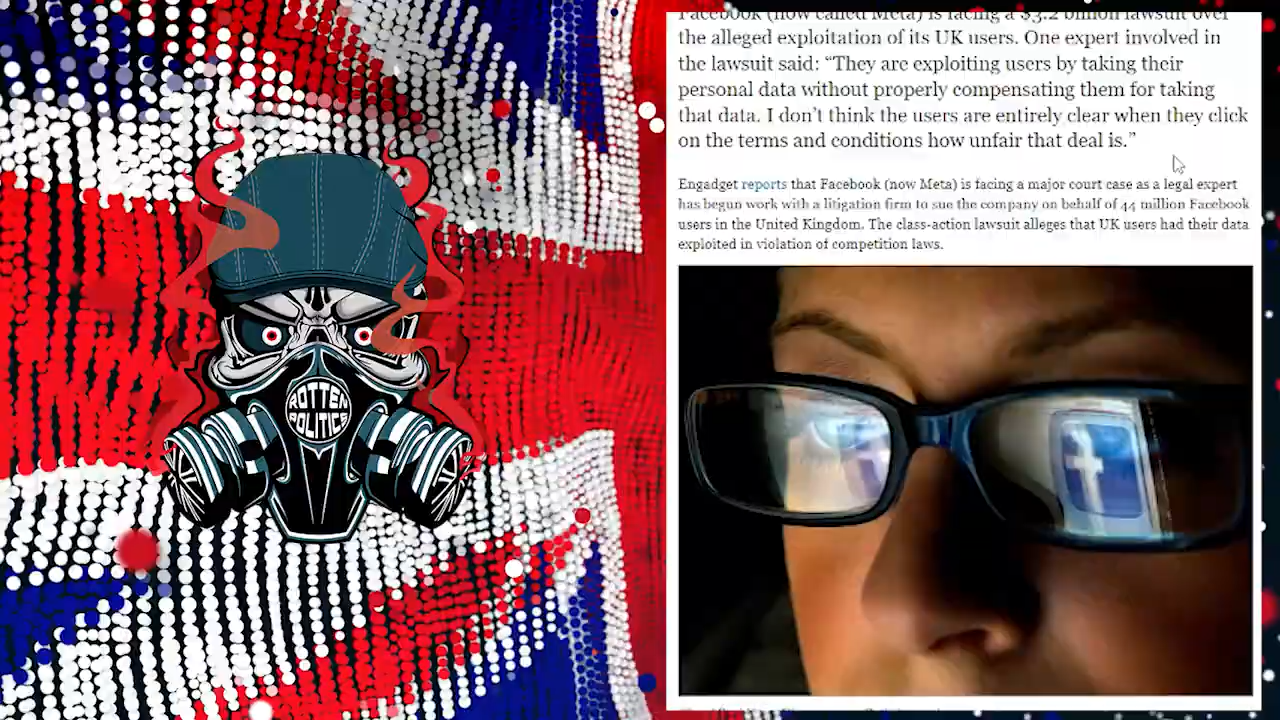 ROTTEN
POLITICS
Facebook (now called Meta) is facing a $3.2 billion lawsuit over
the alleged exploitation of its UK users. One expert involved in
the lawsuit said: “They are exploiting users by taking their
personal data without properly compensating them for taking
that data. I don’t think the users are entirely clear when they click
on the terms and conditions how unfair that deal is.”
Engadget reports that Facebook (now Meta) is facing a major court case as a legal expert
has begun work with a litigation firm to sue the company on behalf of 44 million Facebook
users in the United Kingdom. The class-action lawsuit alleges that UK users had their data
exploited in violation of competition laws.